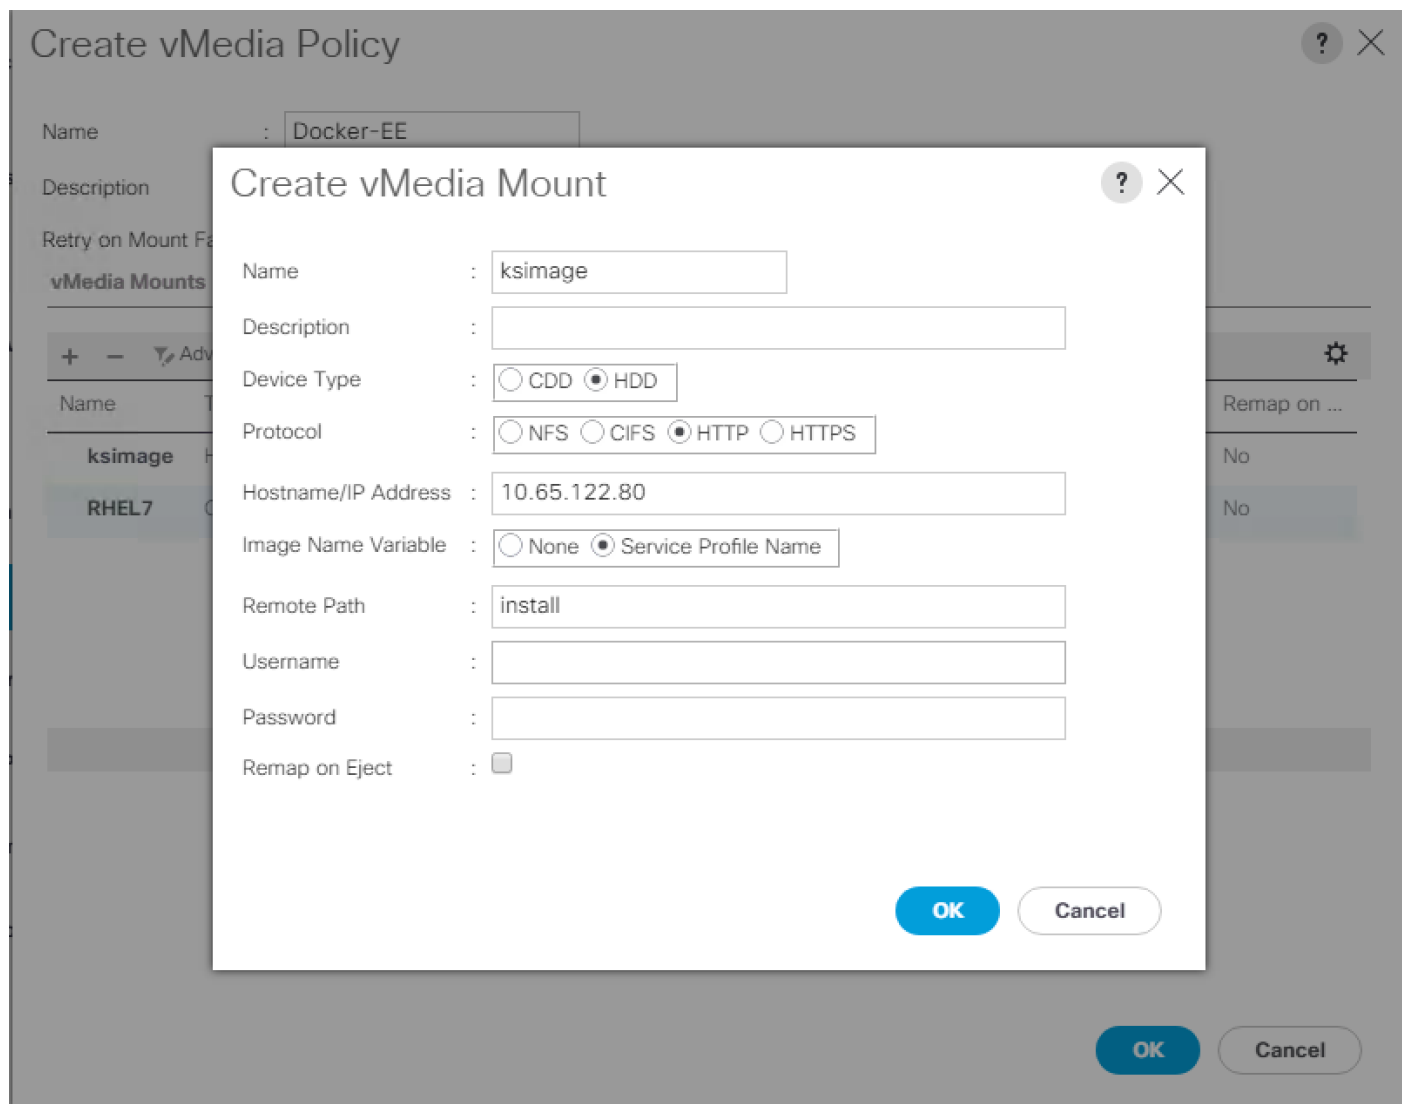 Create vMedia Policy ?
Name : Docker-EE
Description
Retry on Mount Fa
vMedia Mounts
+ − Adv
Name T Remap on ...
ksimage H No
RHEL7 C No
Create vMedia Mount ?
Name : ksimage
Description :
Device Type : CDD HDD
Protocol : NFS CIFS HTTP HTTPS
Hostname/IP Address : 10.65.122.80
Image Name Variable : None Service Profile Name
Remote Path : install
Username :
Password :
Remap on Eject :
OK Cancel
OK Cancel